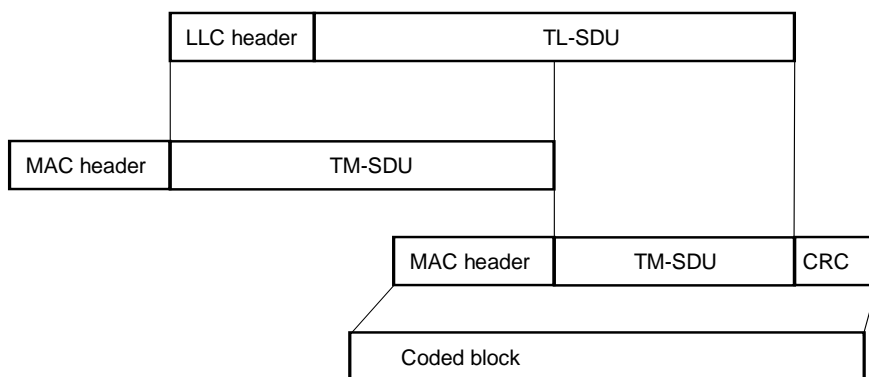 LLC header TL-SDU
MAC header TM-SDU
MAC header TM-SDU CRC
Coded block